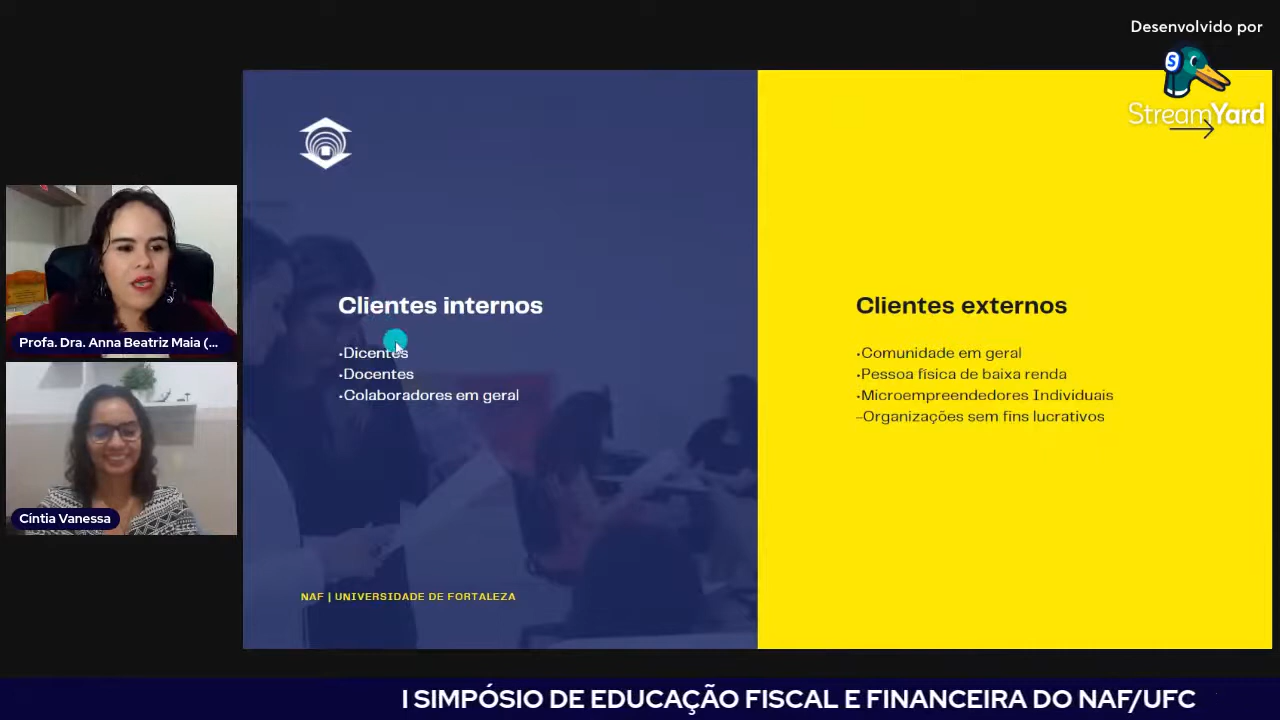 Desenvolvido por
S
StreamYard
Clientes internos
•Dicentes
•Docentes
•Colaboradores em geral
NAF | UNIVERSIDADE DE FORTALEZA
Clientes externos
•Comunidade em geral
•Pessoa física de baixa renda
•Microempreendedores Individuais
-Organizações sem fins lucrativos
Profa. Dra. Anna Beatriz Maia (...
Cíntia Vanessa
I SIMPÓSIO DE EDUCAÇÃO FISCAL E FINANCEIRA DO NAF/UFC